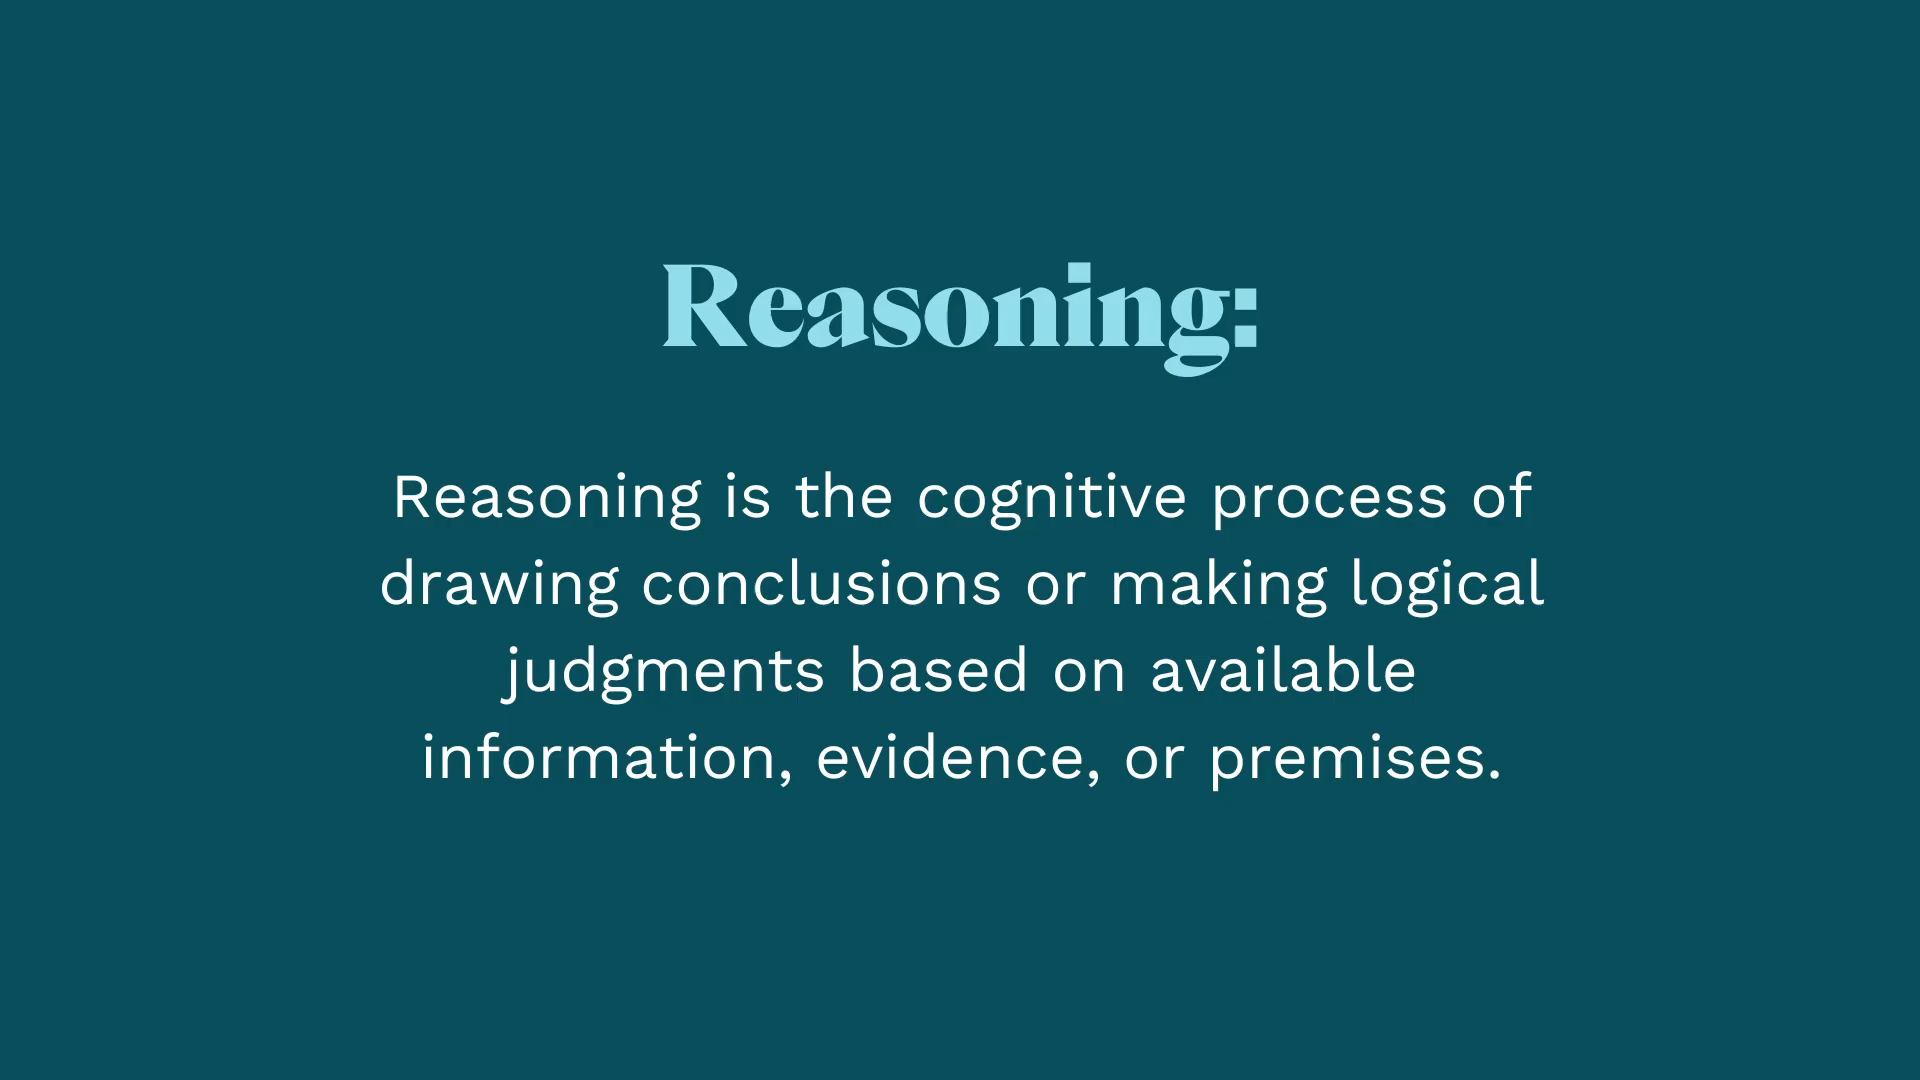 Reasoning:
Reasoning is the cognitive process of
drawing conclusions or making logical
judgments based on available
information, evidence, or premises.